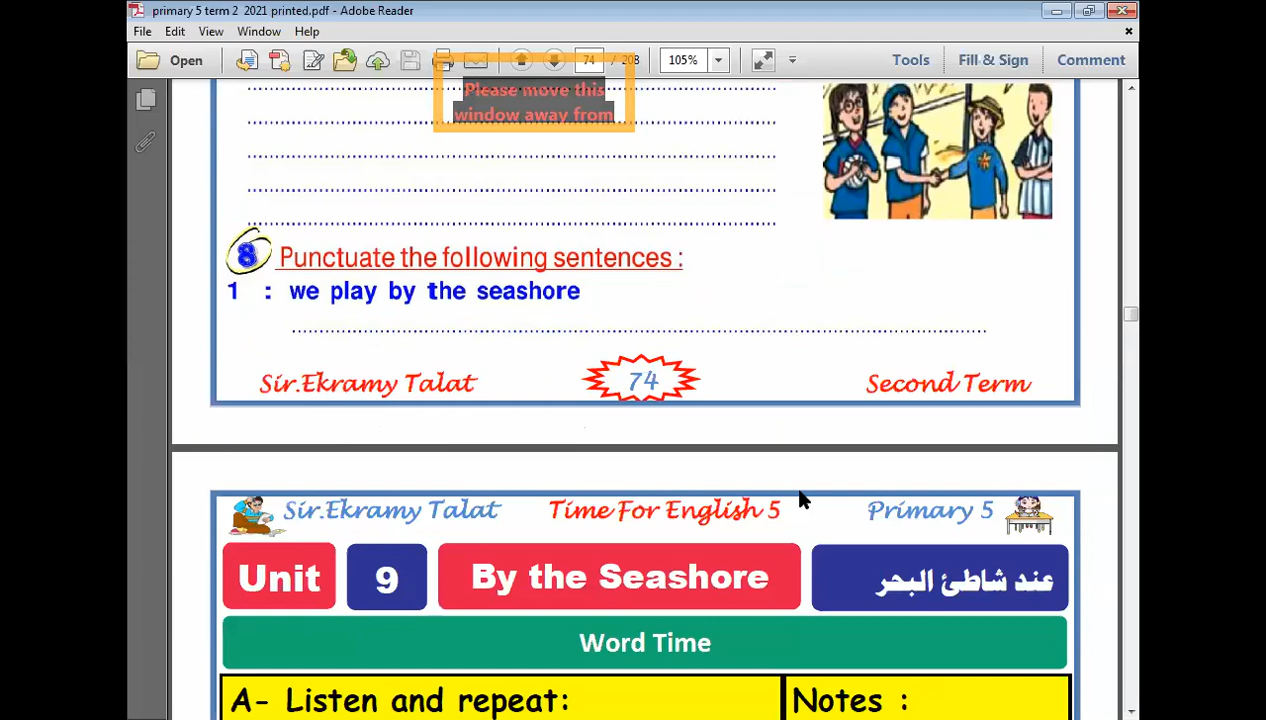 primary 5 term 2 2021 printed.pdf - Adobe Reader
File Edit View Window Help
Open 74 / 208 105% Tools Fill & Sign Comment
Please move this
window away from
8 Punctuate the following sentences :
1 : we play by the seashore
Sir.Ekramy Talat 74 Second Term
Sir.Ekramy Talat Time For English 5 Primary 5
Unit 9 By the Seashore عند شاطئ البحر
Word Time
A- Listen and repeat: Notes :